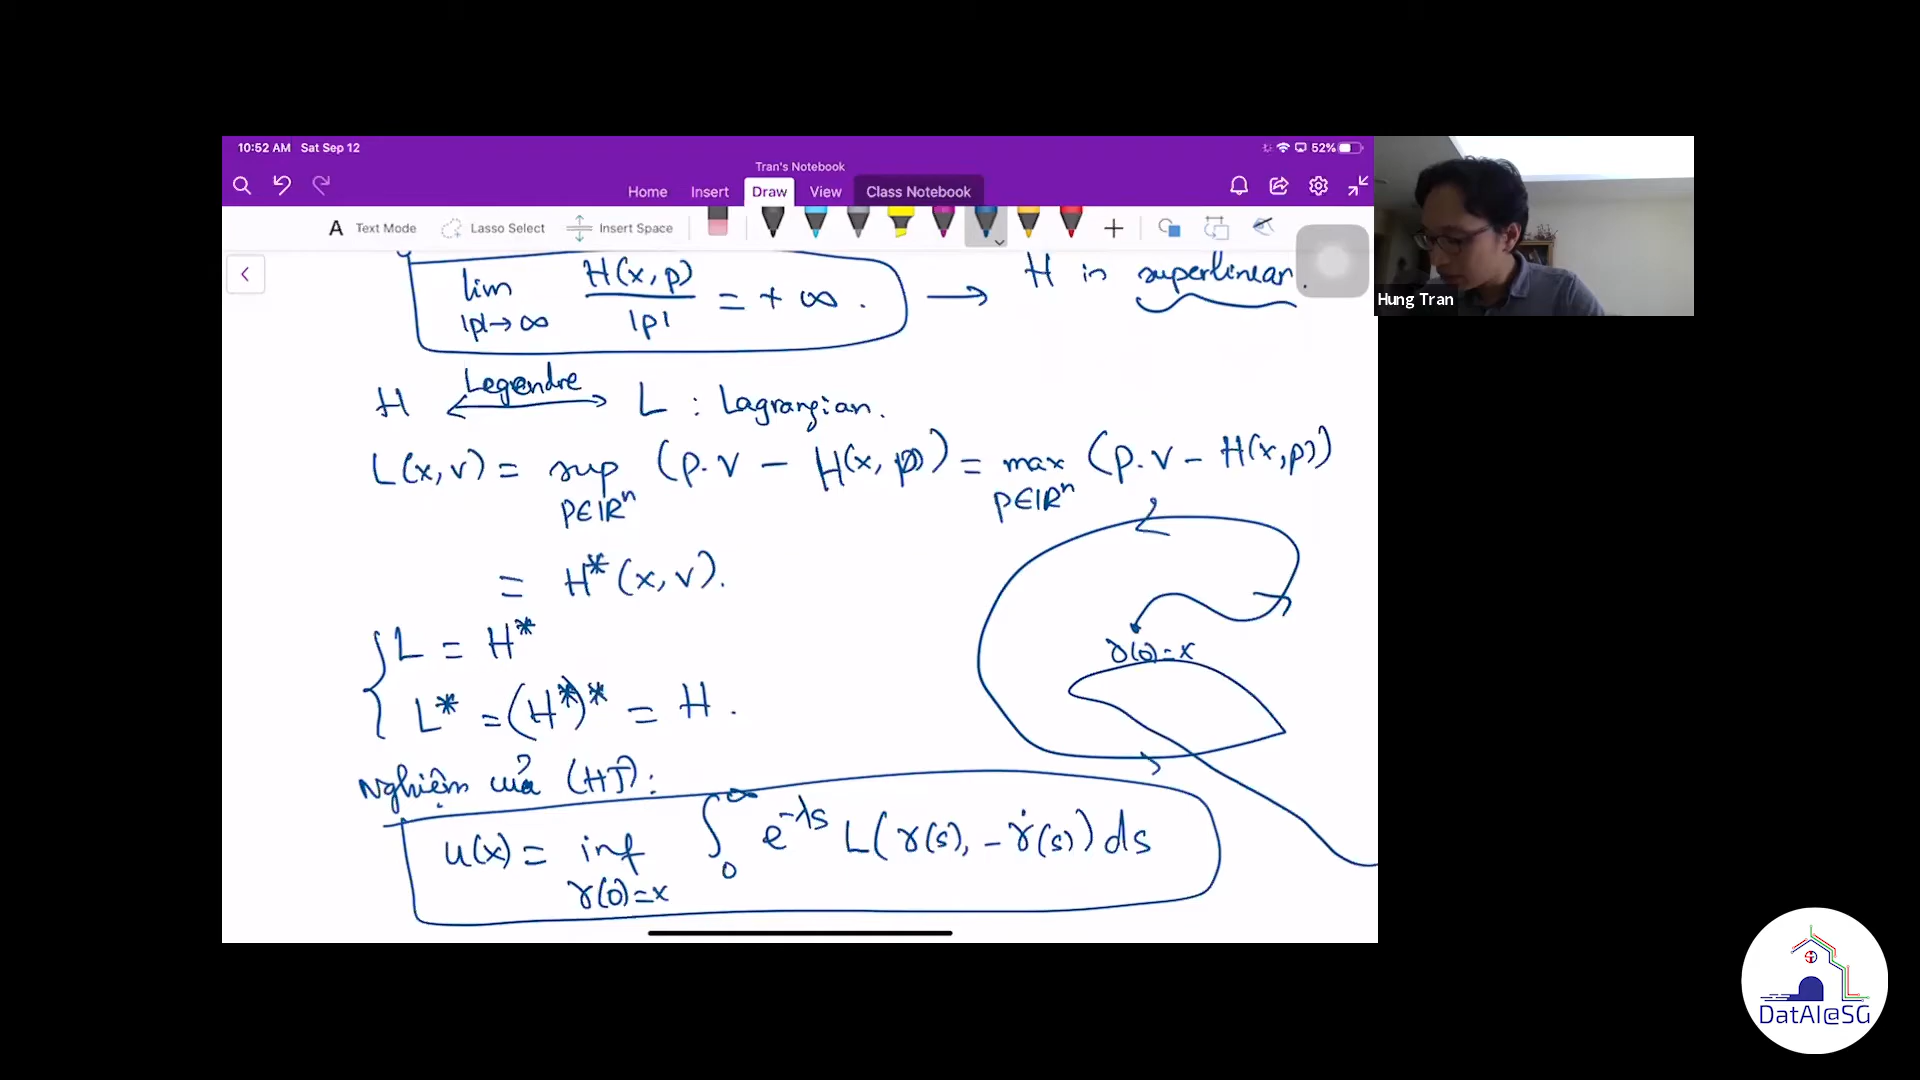 10:52 AM Sat Sep 12
52%
Tran's Notebook
Home Insert Draw View Class Notebook
A Text Mode Lasso Select Insert Space
lim |p|→∞ H(x,p)/|p| = +∞. → H in superlinear.
H ⟷ Legendre L : Lagrangian.
L(x,v) = sup p∈ℝⁿ (p.v − H(x,p)) = max p∈ℝⁿ (p.v − H(x,p))
= H*(x,v).
γ(0)=x
{ L = H*
L* = (H*)* = H.
Nghiệm của (HJ):
u(x) = inf γ(0)=x ∫₀^∞ e^{-λs} L(γ(s), −γ̇(s)) ds
Hung Tran
DatAI@SG